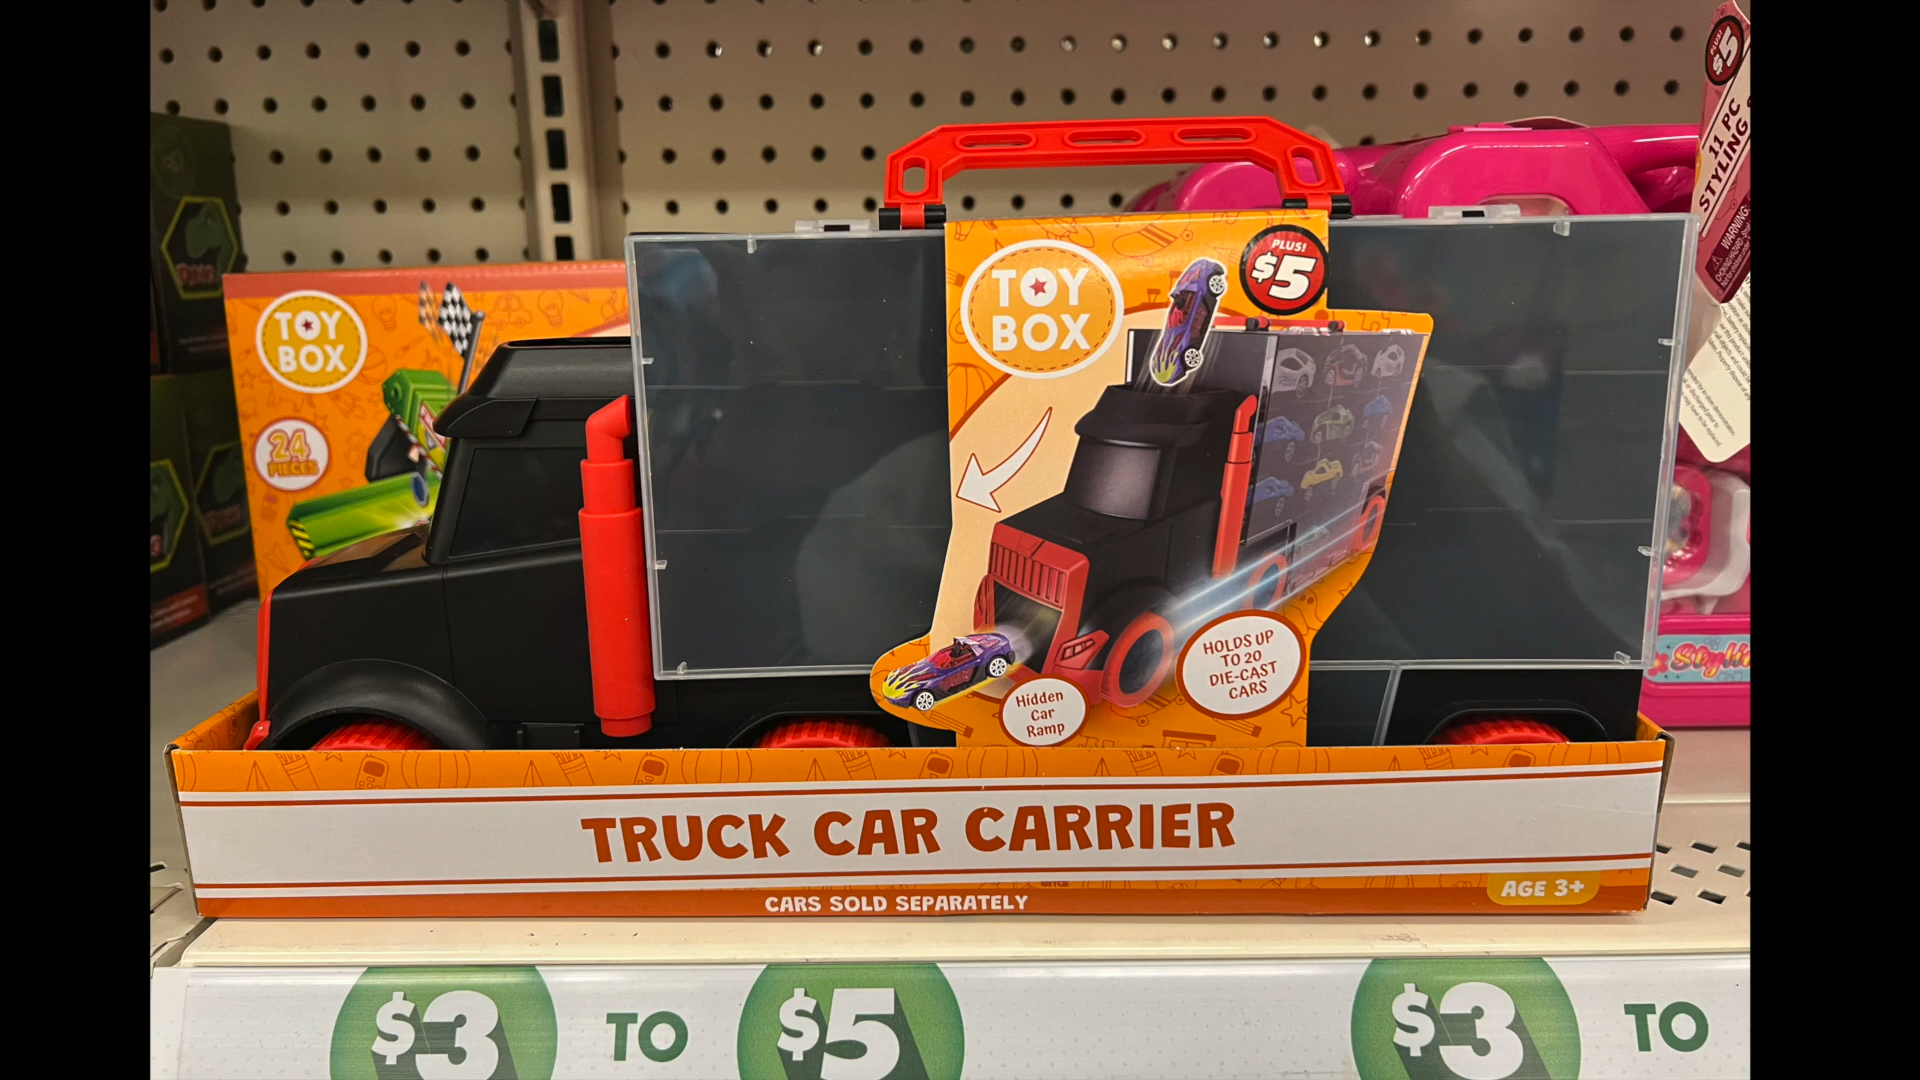 TOY
BOX
24
PIECES
TOY
BOX
PLUS!
$5
HOLDS UP
TO 20
DIE-CAST
CARS
Hidden
Car
Ramp
TRUCK CAR CARRIER
CARS SOLD SEPARATELY
AGE 3+
PLUS!
$5
11 PC
STYLING
WARNING:
$3 TO $5
$3 TO